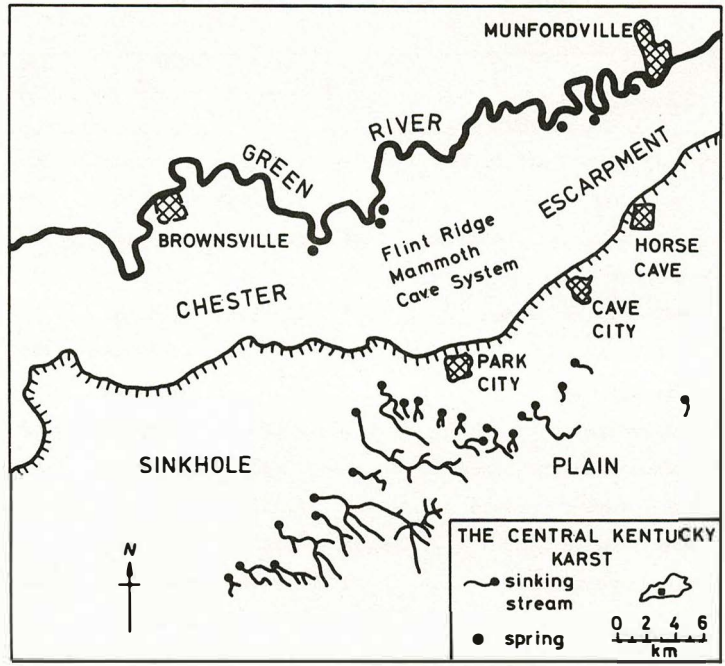 MUNFORDVILLE
GREEN RIVER
BROWNSVILLE
CHESTER ESCARPMENT
Flint Ridge
Mammoth
Cave System
HORSE
CAVE
CAVE
CITY
PARK
CITY
SINKHOLE PLAIN
N
THE CENTRAL KENTUCKY
KARST
sinking
stream
spring
0 2 4 6
km